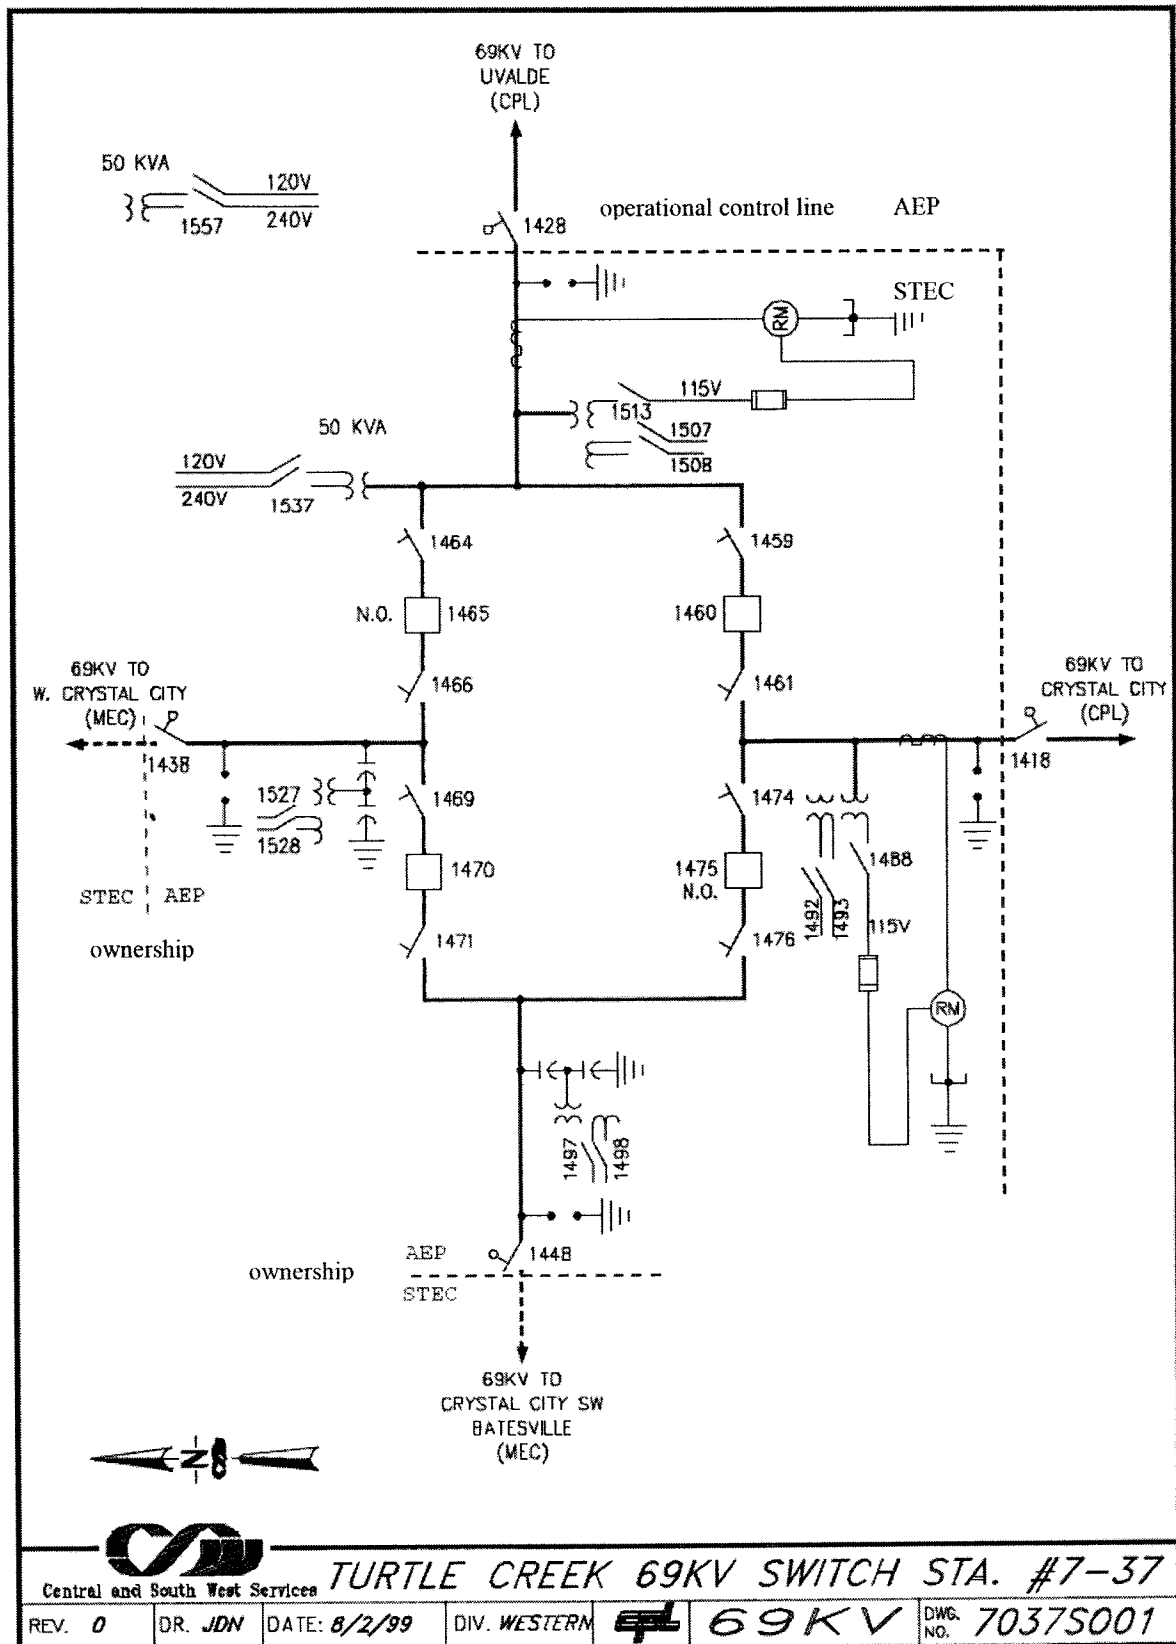 69KV TO
UVALDE
(CPL)
50 KVA
120V
240V
1557
1428
operational control line AEP
STEC
RM
115V
1513
1507
1508
50 KVA
120V
240V
1537
1464
1459
N.O. 1465
1460
1466
1461
69KV TO
W. CRYSTAL CITY
(MEC)
1438
69KV TO
CRYSTAL CITY
(CPL)
1418
1527
1528
1469
1474
1488
1470
1475
N.O.
1492
1493
115V
STEC AEP
ownership
1471
1476
RM
1497
1498
AEP
1448
ownership
STEC
69KV TO
CRYSTAL CITY SW
BATESVILLE
(MEC)
N
Central and South West Services
TURTLE CREEK 69KV SWITCH STA. #7-37
REV. 0 DR. JDN DATE: 8/2/99 DIV. WESTERN CPL 69KV DWG. NO. 7037S001